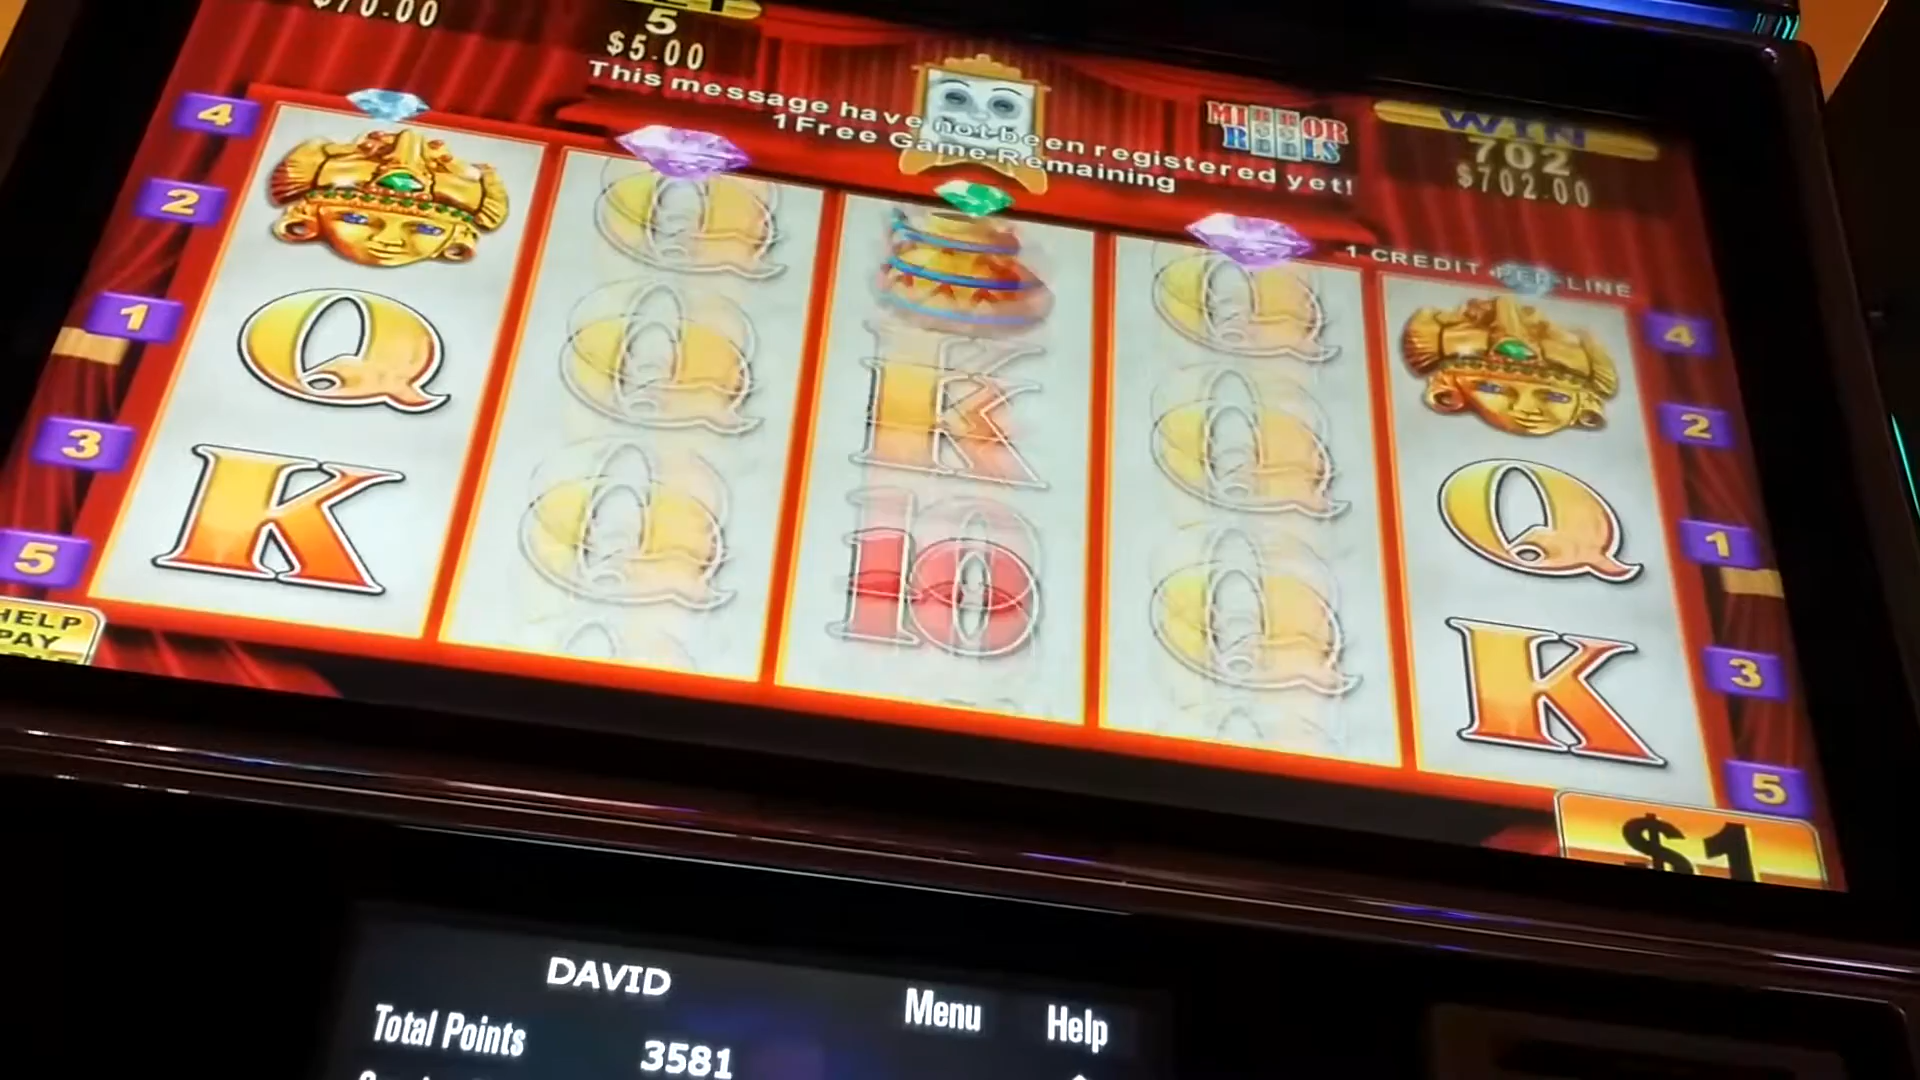 $70.00
5
$5.00
This message have not been registered yet!
1 Free Game Remaining
MIRROR
REELS
WIN
702
$702.00
1 CREDIT PER LINE
4
2
1
3
5
Q
Q
Q
Q
K
Q
Q
K
10
Q
Q
Q
K
4
2
1
3
5
HELP
PAY
$1
DAVID
Menu
Help
Total Points
3581